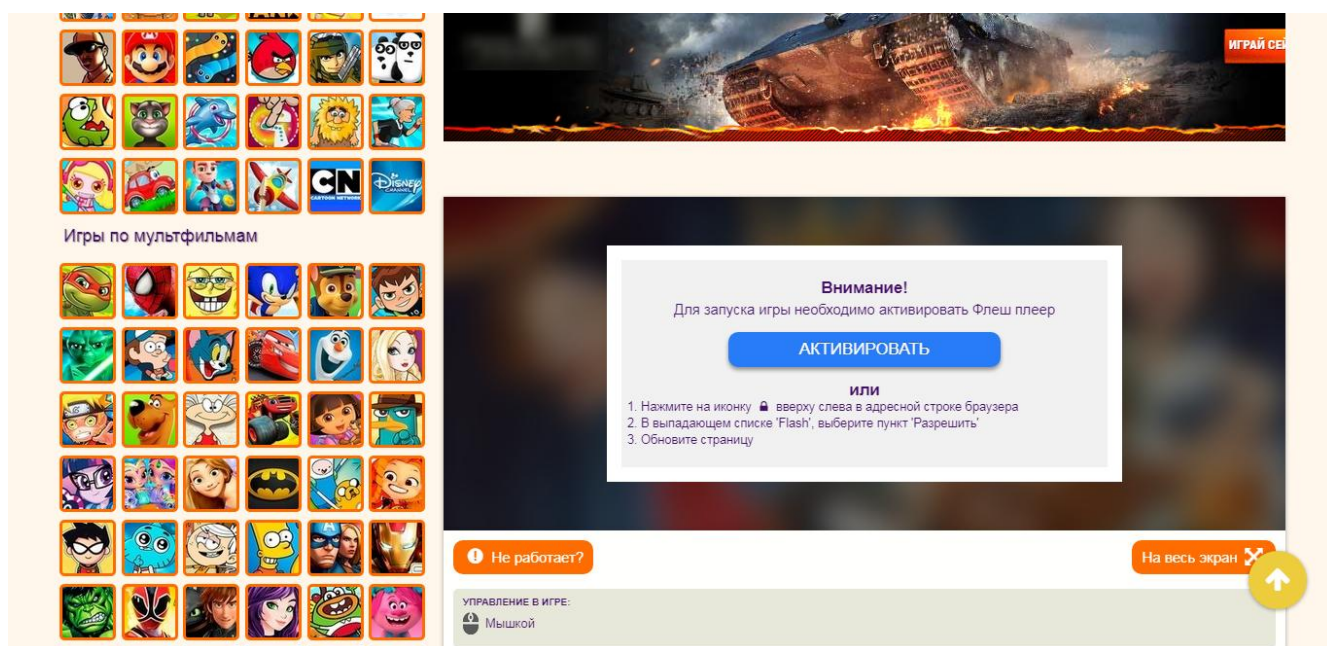 ИГРАЙ СЕЙ
CN
CARTOON NETWORK
Disney
CHANNEL
Игры по мультфильмам
Внимание!
Для запуска игры необходимо активировать Флеш плеер
АКТИВИРОВАТЬ
или
1. Нажмите на иконку вверху слева в адресной строке браузера
2. В выпадающем списке 'Flash', выберите пункт 'Разрешить'
3. Обновите страницу
Не работает?
На весь экран
УПРАВЛЕНИЕ В ИГРЕ:
Мышкой